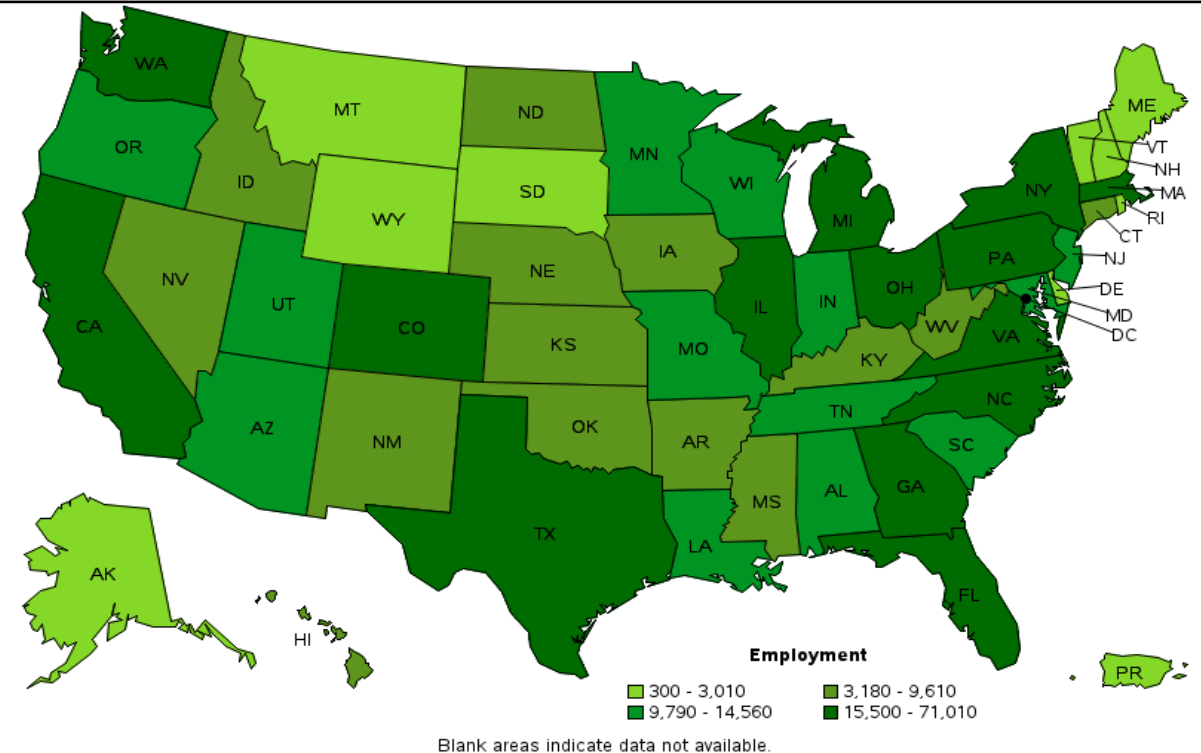 WA
MT
ND
MN
ME
OR
ID
SD
WI
VT
NH
WY
MI
NY
MA
RI
CT
NV
NE
IA
PA
NJ
UT
CO
IL
IN
OH
DE
MD
DC
CA
KS
MO
KY
WV
VA
AZ
NM
OK
AR
TN
NC
SC
MS
AL
GA
TX
LA
AK
FL
HI
PR
Employment
300 - 3,010
3,180 - 9,610
9,790 - 14,560
15,500 - 71,010
Blank areas indicate data not available.